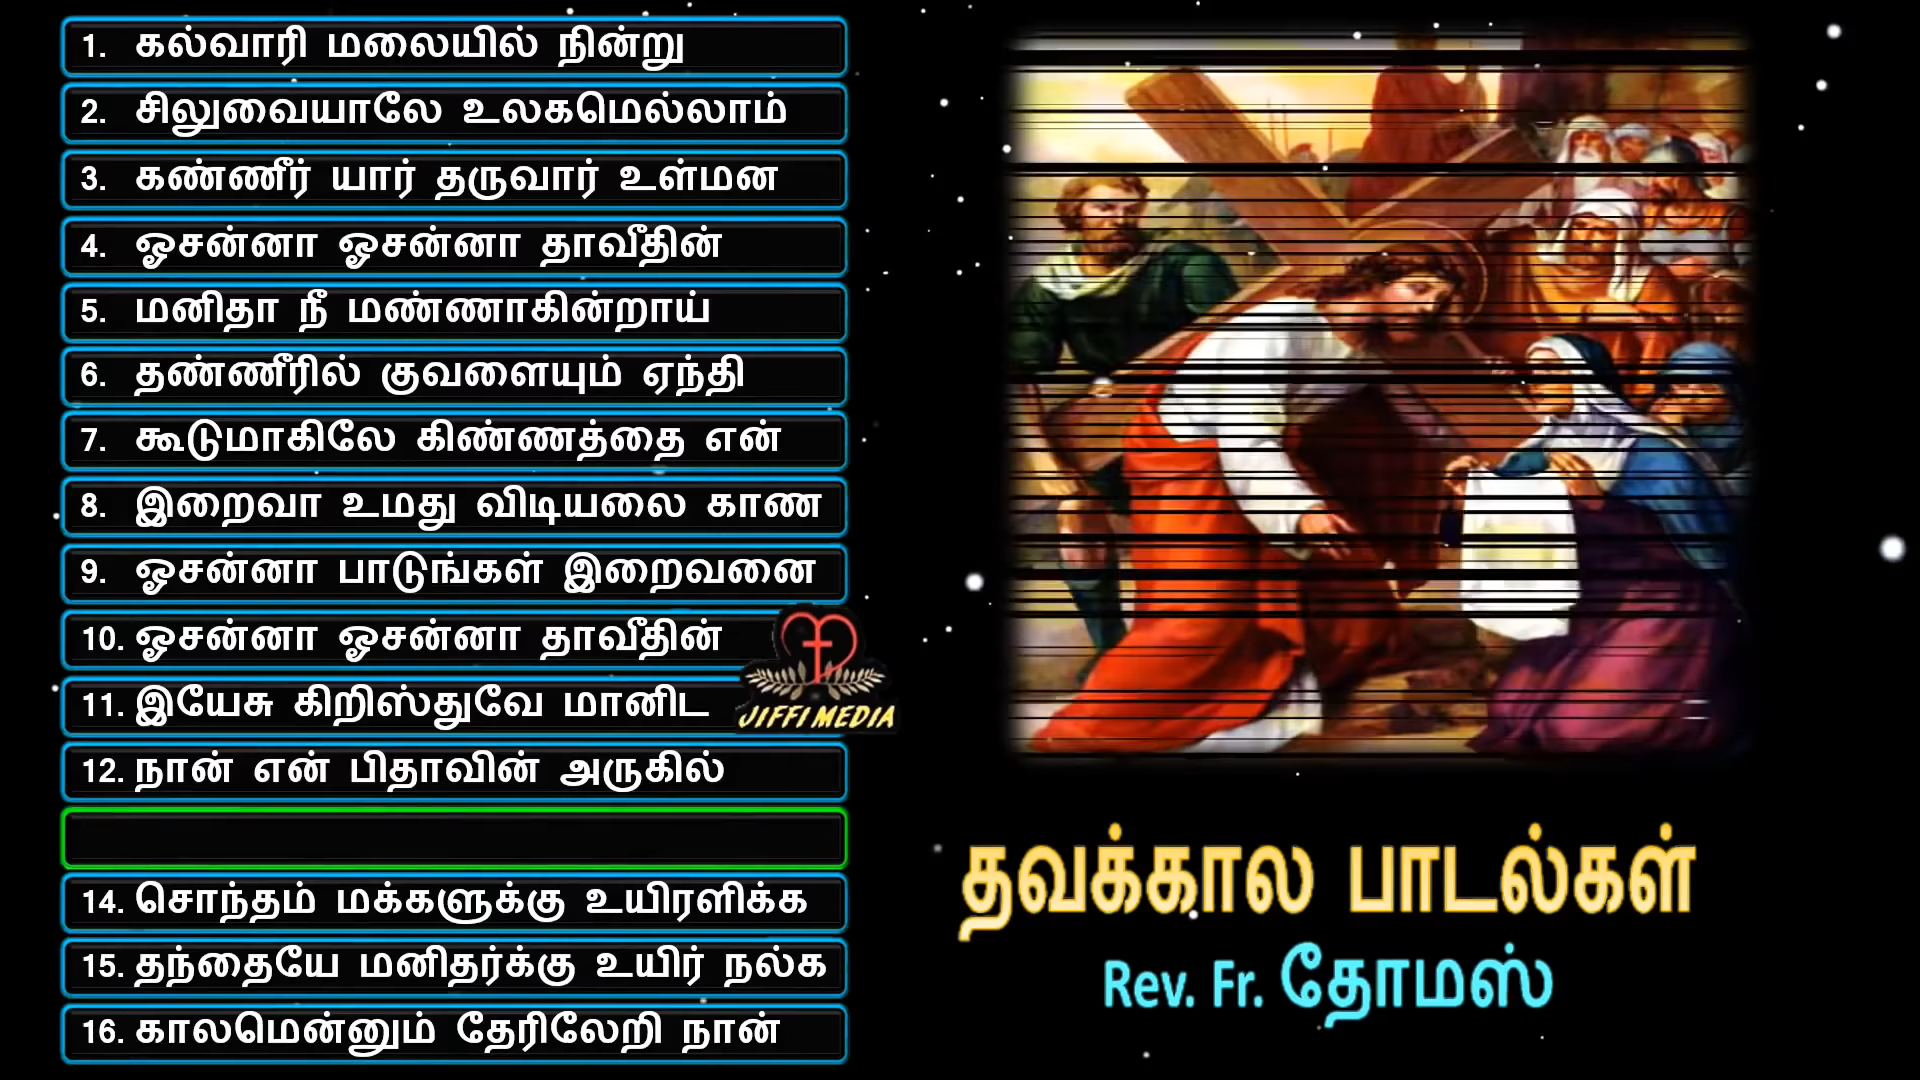 1. கல்வாரி மலையில் நின்று
2. சிலுவையாலே உலகமெல்லாம்
3. கண்ணீர் யார் தருவார் உள்மன
4. ஓசன்னா ஓசன்னா தாவீதின்
5. மனிதா நீ மண்ணாகின்றாய்
6. தண்ணீரில் குவளையும் ஏந்தி
7. கூடுமாகிலே கிண்ணத்தை என்
8. இறைவா உமது விடியலை காண
9. ஓசன்னா பாடுங்கள் இறைவனை
10. ஓசன்னா ஓசன்னா தாவீதின்
11. இயேசு கிறிஸ்துவே மானிட
12. நான் என் பிதாவின் அருகில்
14. சொந்தம் மக்களுக்கு உயிரளிக்க
15. தந்தையே மனிதர்க்கு உயிர் நல்க
16. காலமென்னும் தேரிலேறி நான்
JIFFI MEDIA
தவக்கால பாடல்கள்
Rev. Fr. தோமஸ்